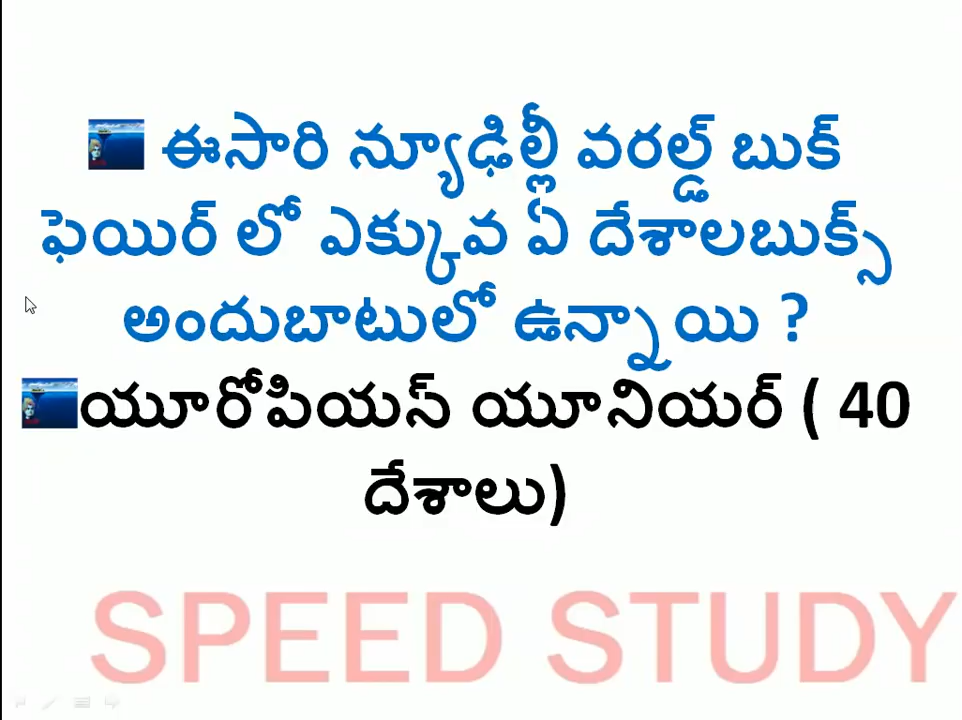 ఈసారి న్యూఢిల్లీ వరల్డ్ బుక్
ఫెయిర్ లో ఎక్కువ ఏ దేశాలబుక్స్
అందుబాటులో ఉన్నాయి ?
యూరోపియస్ యూనియర్ ( 40
దేశాలు)
SPEED STUDY